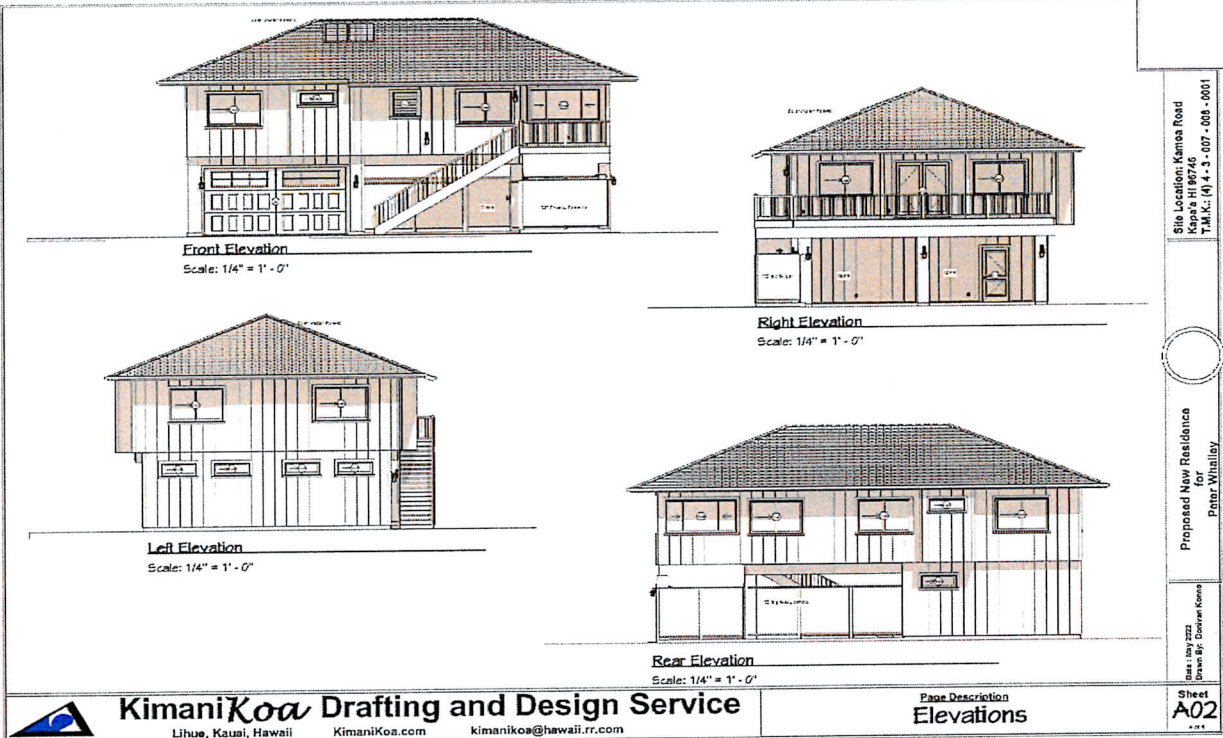 Front Elevation
Scale: 1/4" = 1' - 0"
Right Elevation
Scale: 1/4" = 1' - 0"
Left Elevation
Scale: 1/4" = 1' - 0"
Rear Elevation
Scale: 1/4" = 1' - 0"
Site Location: Kamoa Road
Kapa'a HI 96746
T.M.K.: (4) 4 - 3 - 007 - 008 - 0001
Proposed New Residence
for
Peter Whalley
Date: May 2022
Drawn By: Donivan Konno
KimaniKoa Drafting and Design Service
Lihue, Kauai, Hawaii KimaniKoa.com kimanikoa@hawaii.rr.com
Page Description
Elevations
Sheet
A02